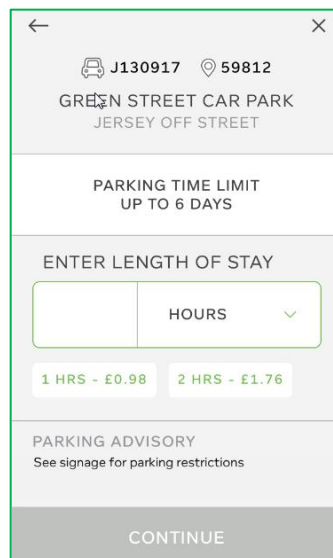 J130917 59812
GREEN STREET CAR PARK
JERSEY OFF STREET
PARKING TIME LIMIT
UP TO 6 DAYS
ENTER LENGTH OF STAY
HOURS
1 HRS - £0.98 2 HRS - £1.76
PARKING ADVISORY
See signage for parking restrictions
CONTINUE